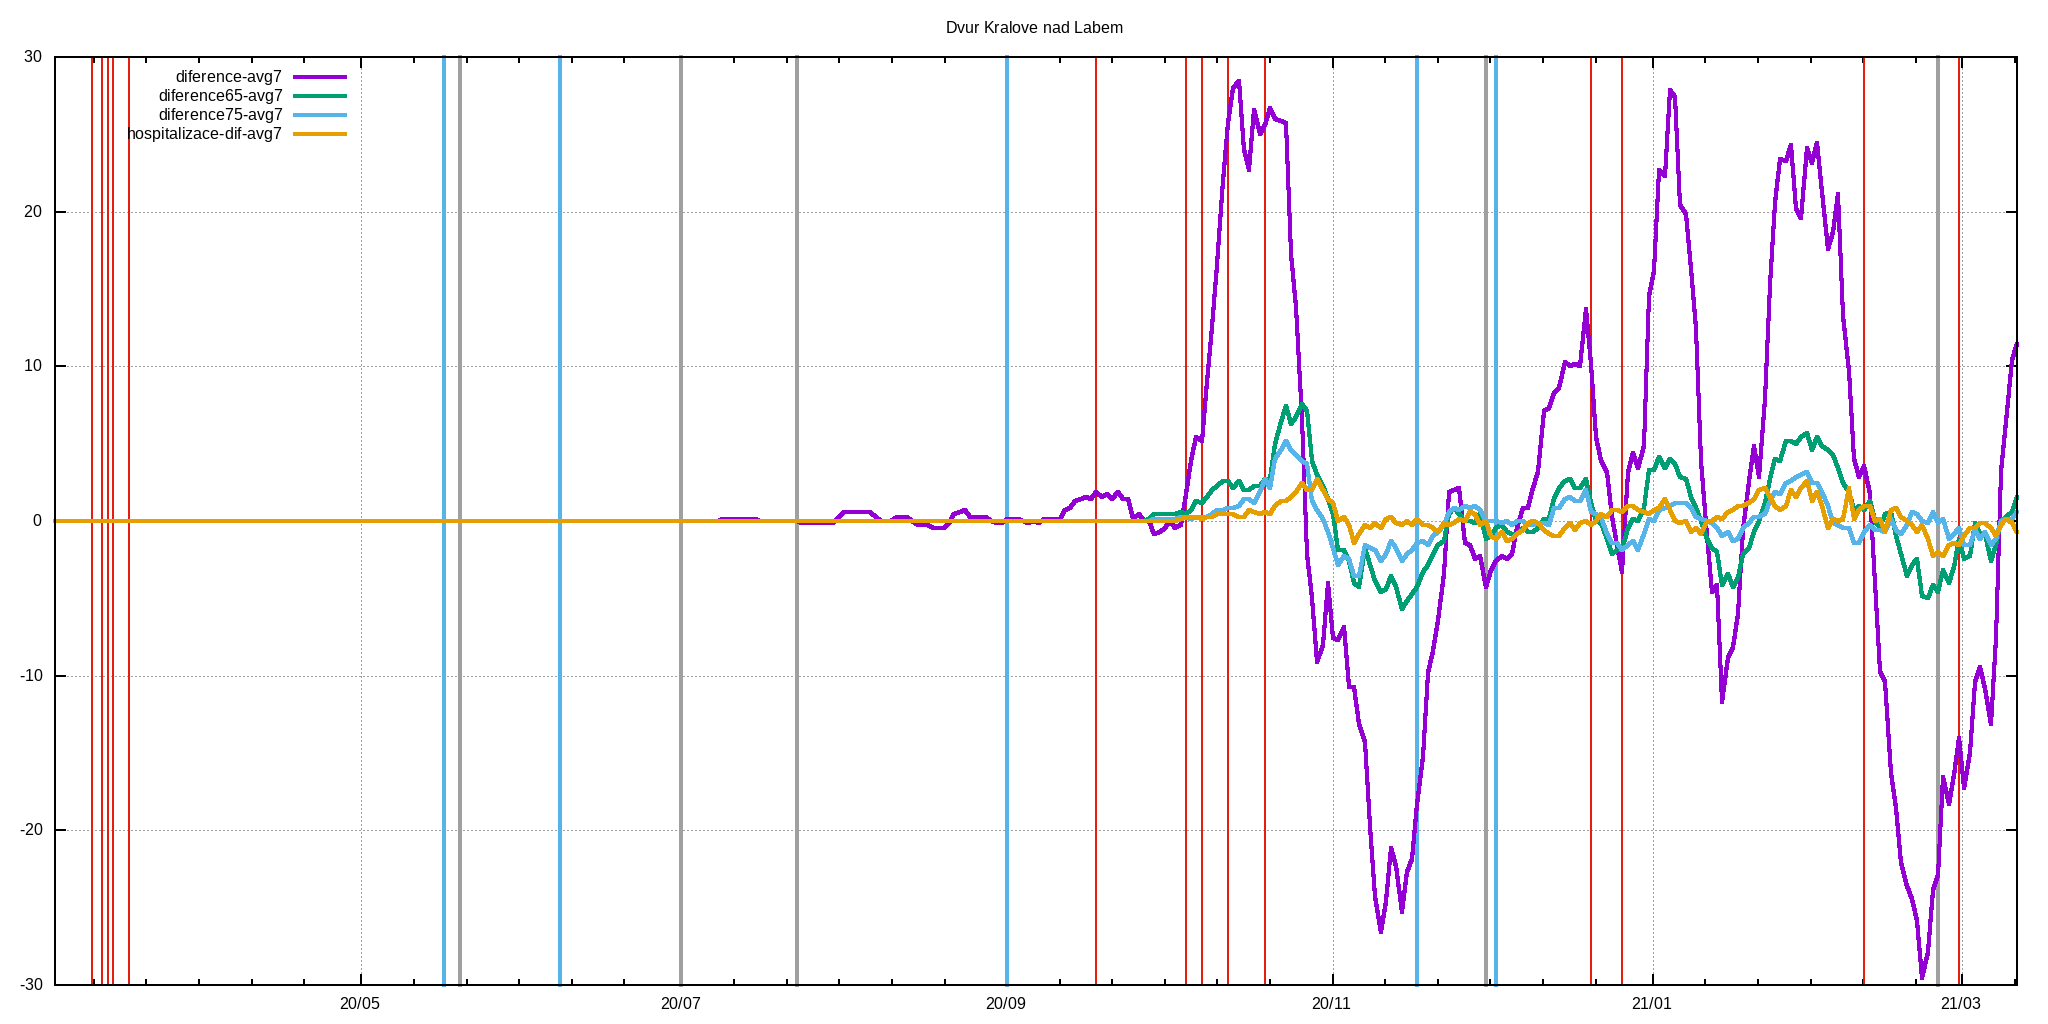 Dvur Kralove nad Labem
30
20
10
0
-10
-20
-30
diference-avg7
diference65-avg7
diference75-avg7
hospitalizace-dif-avg7
20/05
20/07
20/09
20/11
21/01
21/03